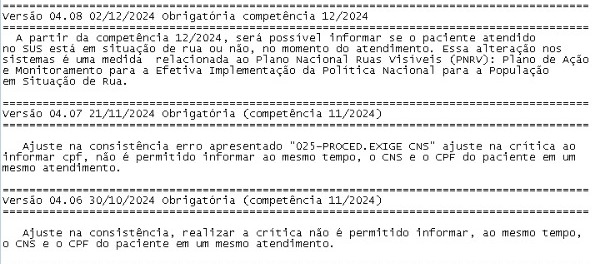 ================================================================================
Versão 04.08 02/12/2024 Obrigatória competência 12/2024
================================================================================
A partir da competência 12/2024, será possível informar se o paciente atendido
no SUS está em situação de rua ou não, no momento do atendimento. Essa alteração nos
sistemas é uma medida relacionada ao Plano Nacional Ruas Visíveis (PNRV): Plano de Ação
e Monitoramento para a Efetiva Implementação da Política Nacional para a População
em Situação de Rua.
================================================================================
Versão 04.07 21/11/2024 Obrigatória (competência 11/2024)
================================================================================
Ajuste na consistência erro apresentado "025-PROCED.EXIGE CNS" ajuste na crítica ao
informar cpf, não é permitido informar ao mesmo tempo, o CNS e o CPF do paciente em um
mesmo atendimento.
================================================================================
Versão 04.06 30/10/2024 Obrigatória (competência 11/2024)
================================================================================
Ajuste na consistência, realizar a crítica não é permitido informar, ao mesmo tempo,
o CNS e o CPF do paciente em um mesmo atendimento.